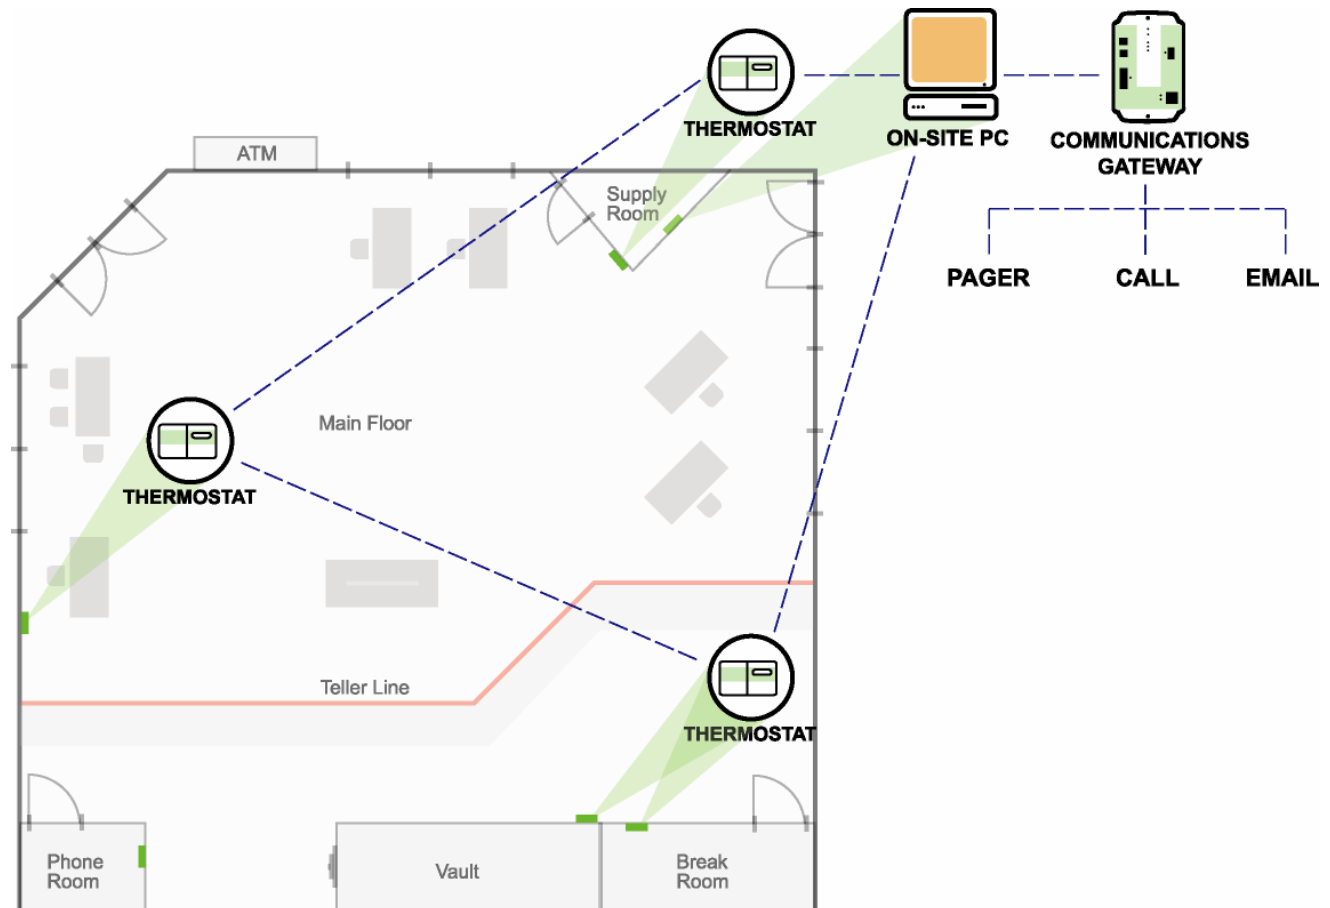 THERMOSTAT
ON-SITE PC
COMMUNICATIONS
GATEWAY
ATM
Supply
Room
PAGER
CALL
EMAIL
Main Floor
THERMOSTAT
Teller Line
THERMOSTAT
Phone
Room
Vault
Break
Room